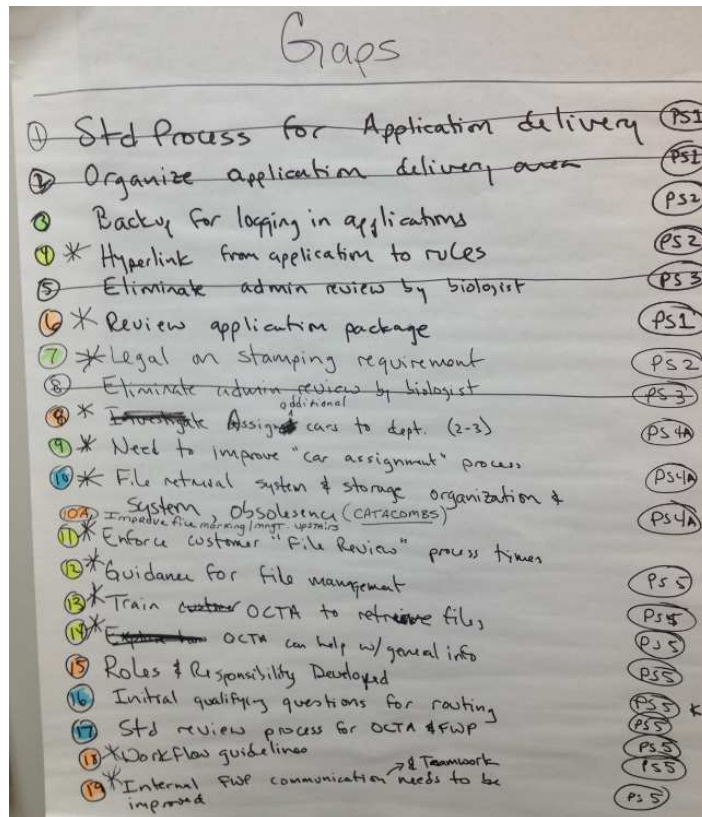 Gaps
1 Std Process for Application delivery PS1
2 Organize application delivery area PS1
3 Backup for logging in applications PS2
4 * Hyperlink from application to rules PS2
5 Eliminate admin review by biologist PS3
6 * Review application package PS1
7 * Legal on stamping requirement PS2
8 Eliminate admin review by biologist PS3
additional
8 * Investigate Assign cars to dept. (2-3) PS4A
9 * Need to improve "car assignment" process
10 * File retrieval system & storage organization & PS4A
System, Obsolesency (CATACOMBS) PS4A
10A Improve file marking/mngt. upstairs
11 * Enforce customer "File Review" process times
12 * Guidance for file management PS5
13 * Train OCTA to retrieve files PS5
14 * OCTA can help w/ general info PS5
15 Roles & Responsibility Developed PS5
16 Initial qualifying questions for routing PS5 *
17 Std review process for OCTA & FWP PS5
18 * Workflow guidelines PS5
& Teamwork PS5
19 * Internal FWP communication needs to be
improved PS5